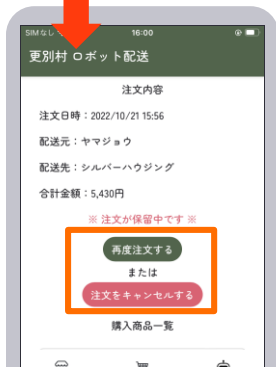 SIMなし
16:00
更別村 ロボット配送
注文内容
注文日時：2022/10/21 15:56
配送元：ヤマジョウ
配送先：シルバーハウジング
合計金額：5,430円
※ 注文が保留中です ※
再度注文する
または
注文をキャンセルする
購入商品一覧